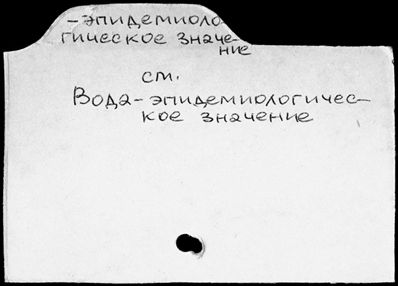 -эпидемиоло-
гическое значе-
ние
см.
Вода-эпидемиологичес-
кое значение